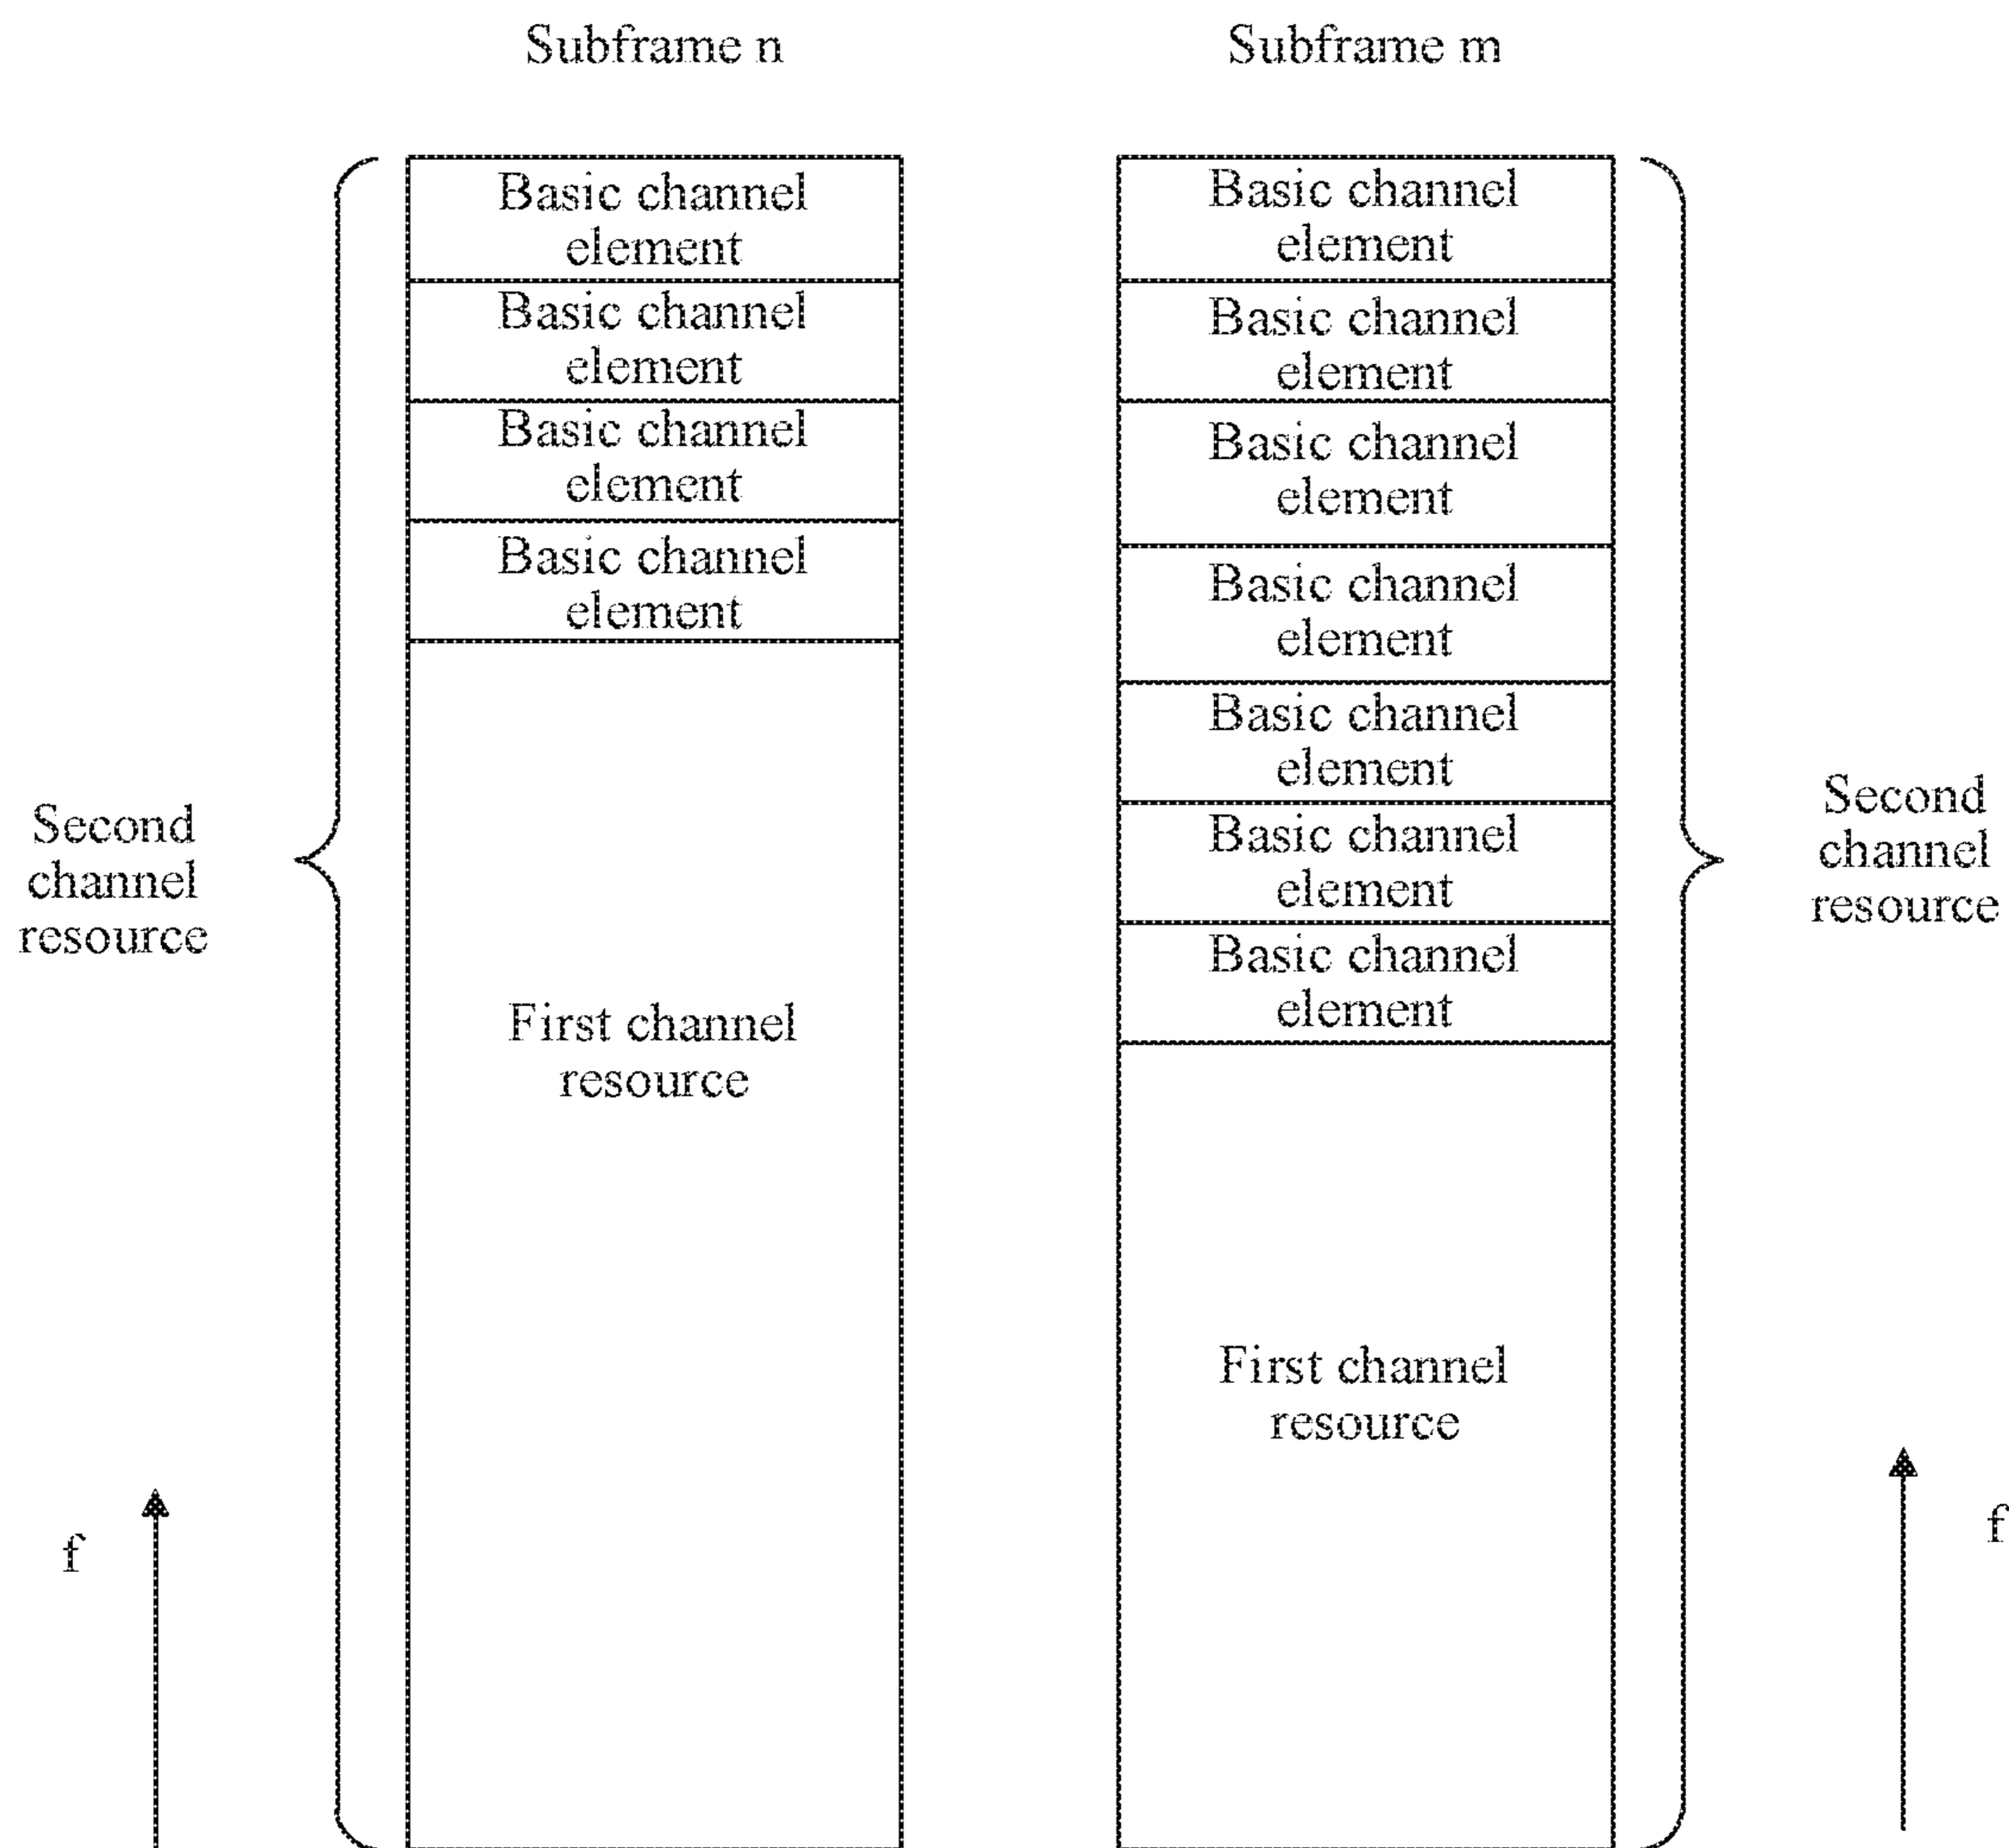 Subframe n
Basic channel
element
Basic channel
element
Basic channel
element
Basic channel
element
First channel
resource
Second
channel
resource
f
Subframe m
Basic channel
element
Basic channel
element
Basic channel
element
Basic channel
element
Basic channel
element
Basic channel
element
Basic channel
element
First channel
resource
Second
channel
resource
f